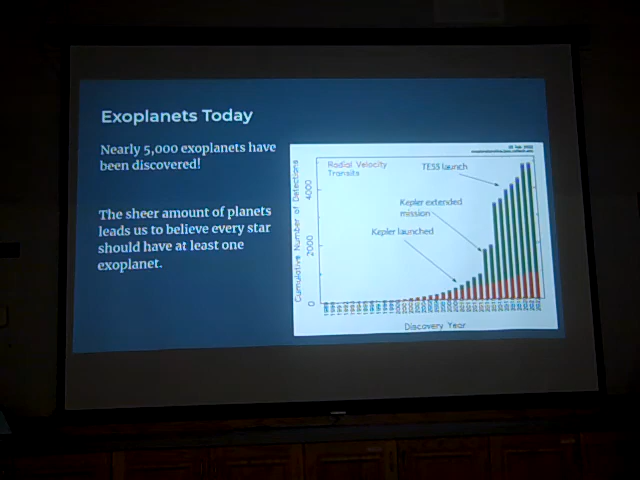 Exoplanets Today
Nearly 5,000 exoplanets have
been discovered!
The sheer amount of planets
leads us to believe every star
should have at least one
exoplanet.
Radial Velocity
Transits
TESS launch
Kepler extended
mission
Kepler launched
Cumulative Number of Detections
4000
2000
0
Discovery Year